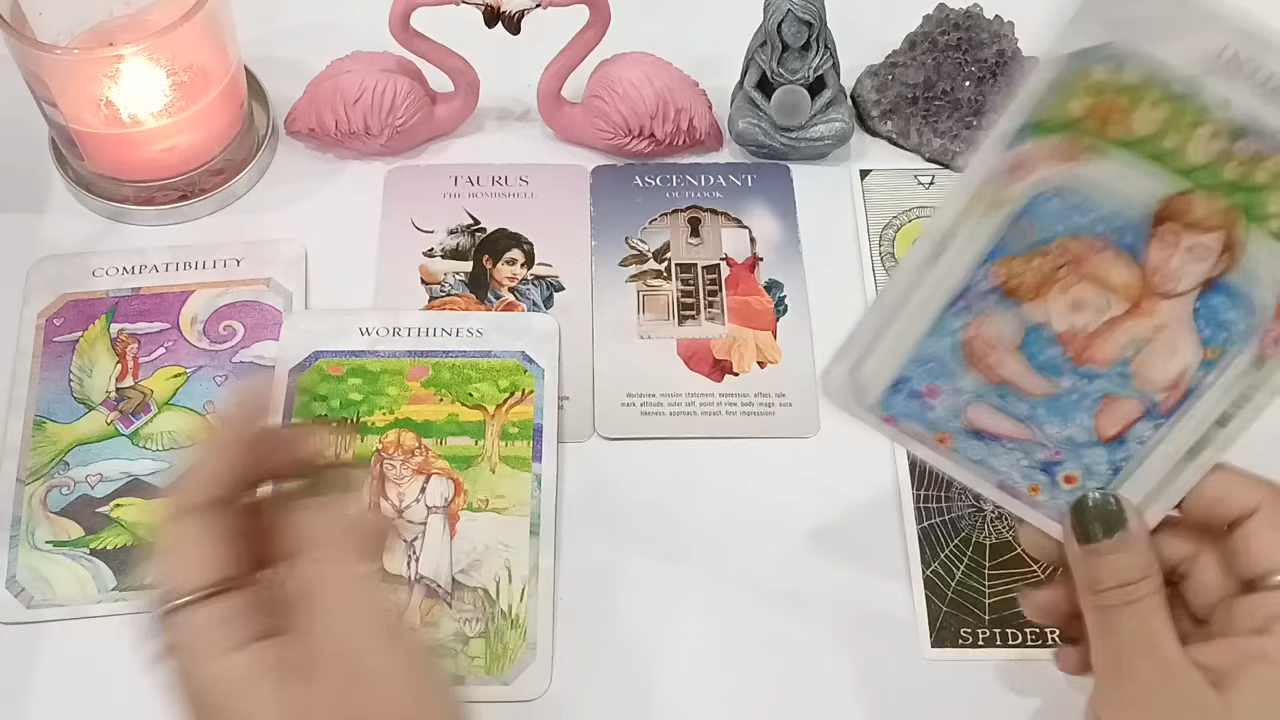 TAURUS
THE BOMBSHELL
ASCENDANT
OUTLOOK
COMPATIBILITY
WORTHINESS
Worldview, mission statement, expression, affect, role,
mark, attitude, outer self, point of view, body image, aura
likeness, approach, impact, first impressions
SPIDER